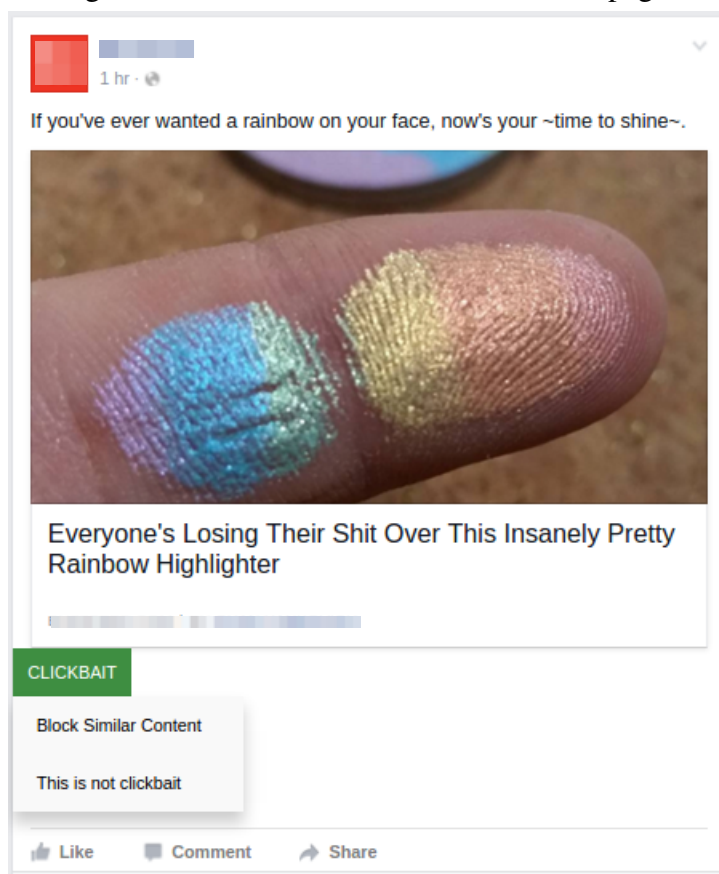 1 hr ·
If you've ever wanted a rainbow on your face, now's your ~time to shine~.
Everyone's Losing Their Shit Over This Insanely Pretty
Rainbow Highlighter
CLICKBAIT
Block Similar Content
This is not clickbait
Like Comment Share